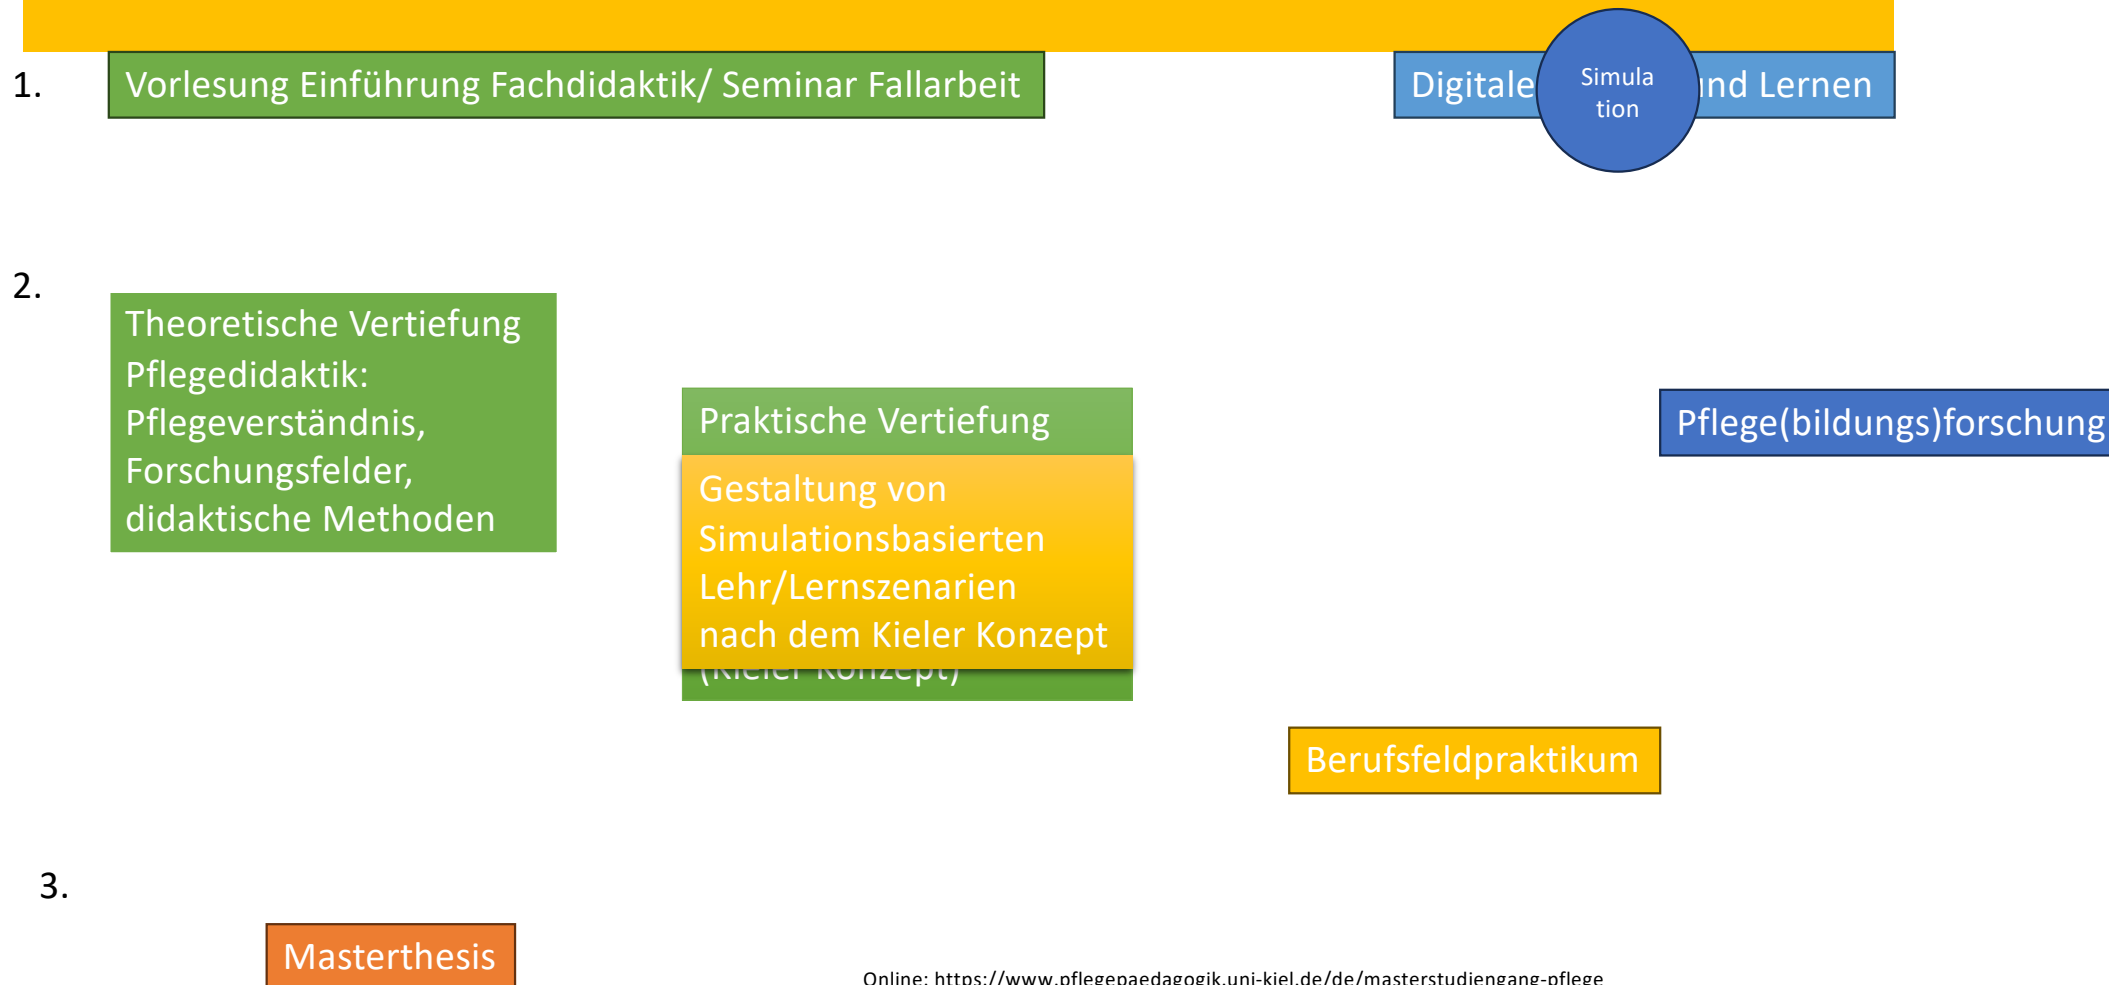 1.
Vorlesung Einführung Fachdidaktik/ Seminar Fallarbeit
Digitale
Simula
tion
Lernen
2.
Theoretische Vertiefung
Pflegedidaktik:
Pflegeverständnis,
Forschungsfelder,
didaktische Methoden
Praktische Vertiefung
Gestaltung von
Simulationsbasierten
Lehr/Lernszenarien
nach dem Kieler Konzept
(Kieler Konzept)
Pflege(bildungs)forschung
Berufsfeldpraktikum
3.
Masterthesis
Online: https://www.pflegepaedagogik.uni-kiel.de/de/masterstudiengang-pflege